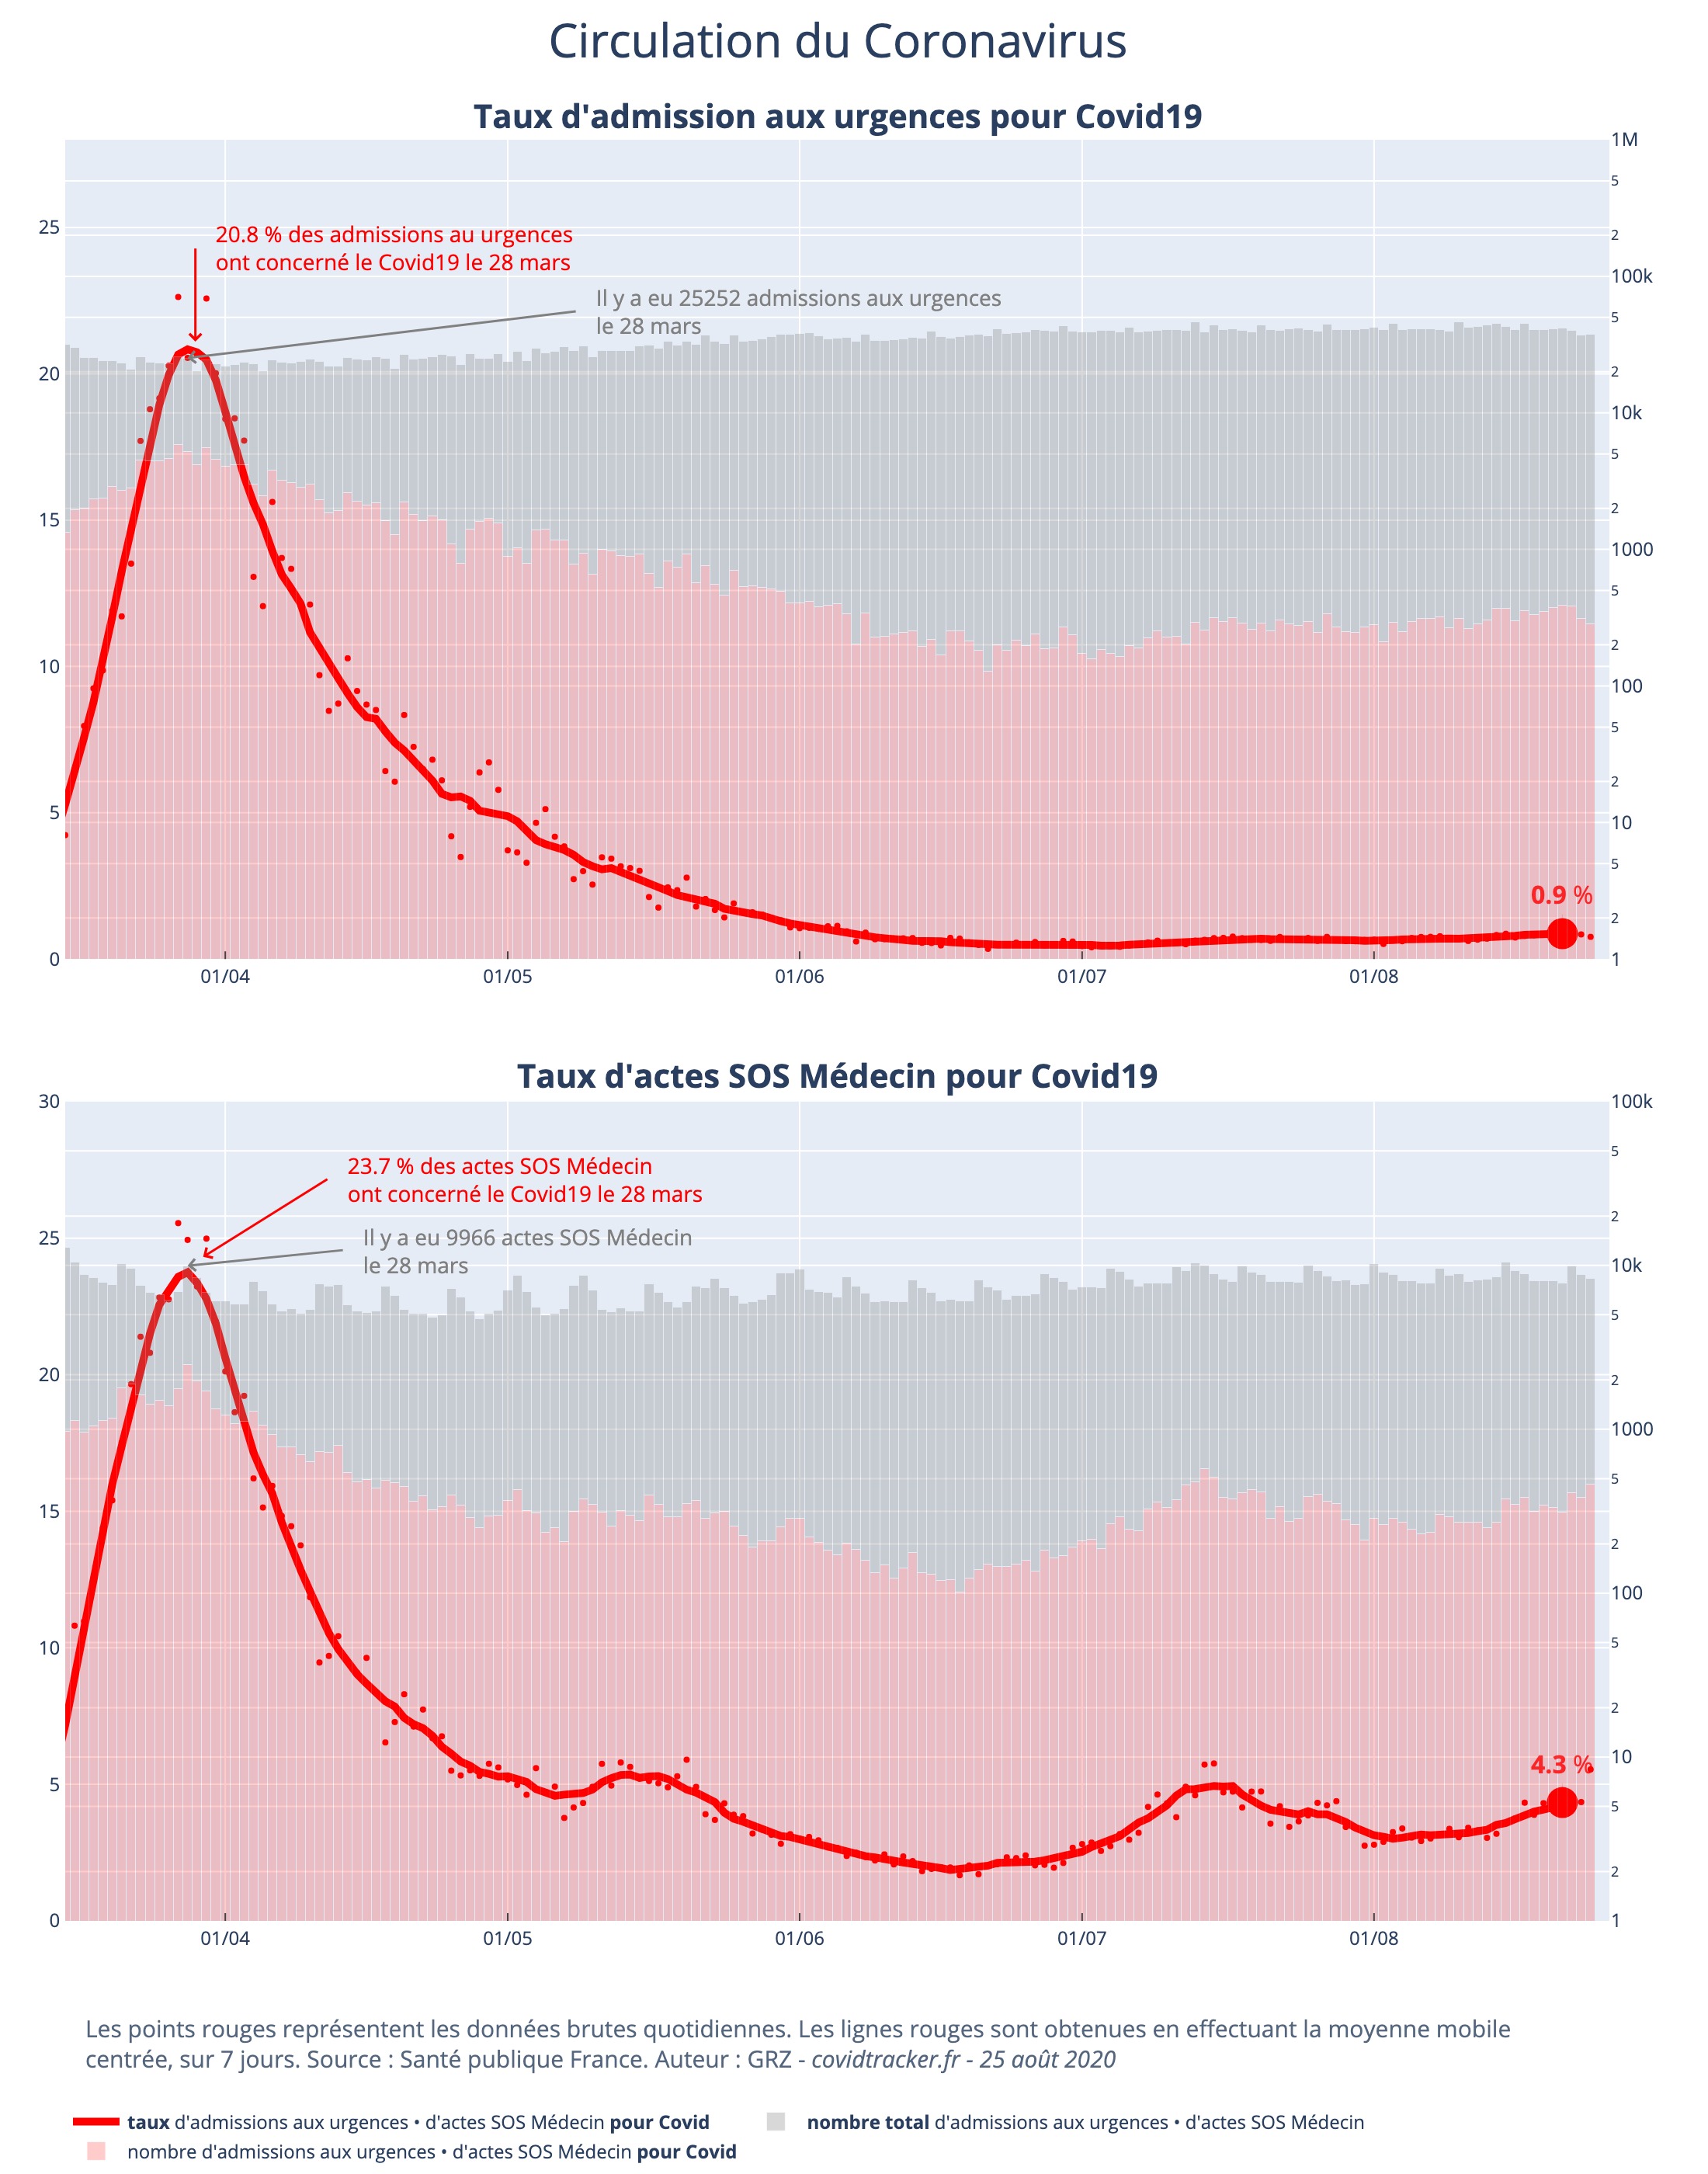 Circulation du Coronavirus
Taux d'admission aux urgences pour Covid19
1M
5
25
2
20.8 % des admissions au urgences
ont concerné le Covid19 le 28 mars
100k
Il y a eu 25252 admissions aux urgences
le 28 mars
5
20
2
10k
5
15
2
1000
5
10
2
100
5
5
2
10
5
0.9 %
2
0
1
01/04
01/05
01/06
01/07
01/08
Taux d'actes SOS Médecin pour Covid19
30
100k
5
23.7 % des actes SOS Médecin
ont concerné le Covid19 le 28 mars
2
25
Il y a eu 9966 actes SOS Médecin
le 28 mars
10k
5
20
2
1000
15
5
2
100
10
5
2
10
4.3 %
5
5
2
0
1
01/04
01/05
01/06
01/07
01/08
Les points rouges représentent les données brutes quotidiennes. Les lignes rouges sont obtenues en effectuant la moyenne mobile
centrée, sur 7 jours. Source : Santé publique France. Auteur : GRZ - covidtracker.fr - 25 août 2020
taux d'admissions aux urgences • d'actes SOS Médecin pour Covid
nombre total d'admissions aux urgences • d'actes SOS Médecin
nombre d'admissions aux urgences • d'actes SOS Médecin pour Covid